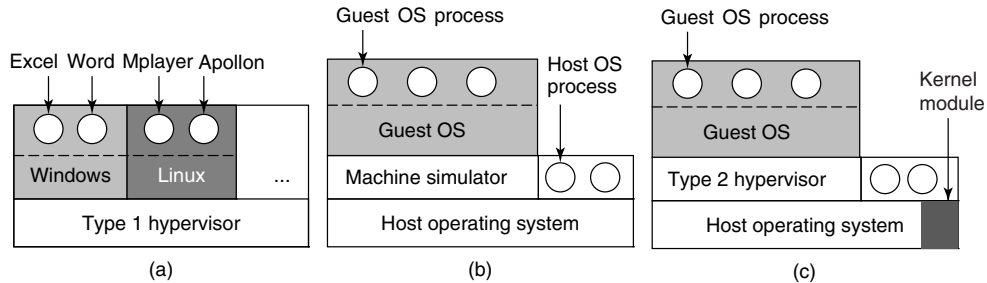 Guest OS process
Guest OS process
Excel Word Mplayer Apollon
Host OS
process
Kernel
module
Guest OS
Guest OS
Windows
Linux
...
Machine simulator
Type 2 hypervisor
Type 1 hypervisor
Host operating system
Host operating system
(a)
(b)
(c)